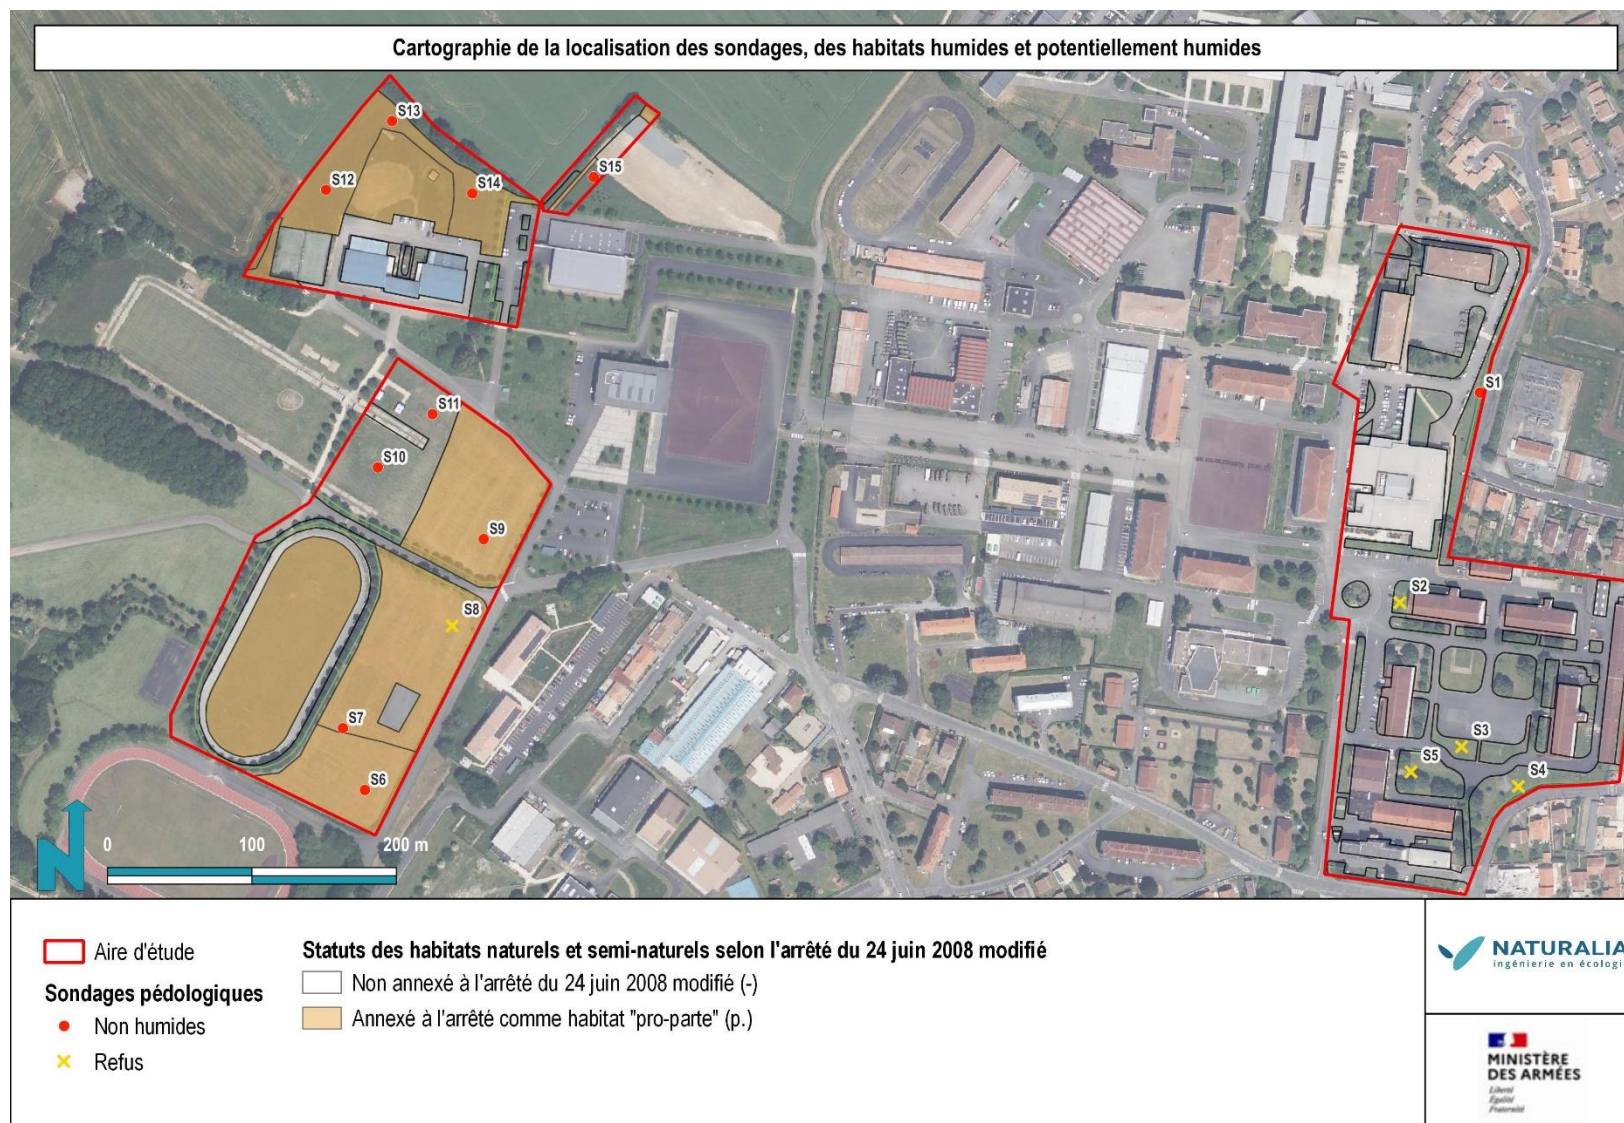 Cartographie de la localisation des sondages, des habitats humides et potentiellement humides
S13
S12
S14
S15
S11
S10
S9
S8
S7
S6
S1
S2
S3
S5
S4
N
0 100 200 m
Aire d'étude
Sondages pédologiques
Non humides
Refus
Statuts des habitats naturels et semi-naturels selon l'arrêté du 24 juin 2008 modifié
Non annexé à l'arrêté du 24 juin 2008 modifié (-)
Annexé à l'arrêté comme habitat "pro-parte" (p.)
NATURALIA
ingénierie en écologi
MINISTÈRE
DES ARMÉES
Liberté
Égalité
Fraternité